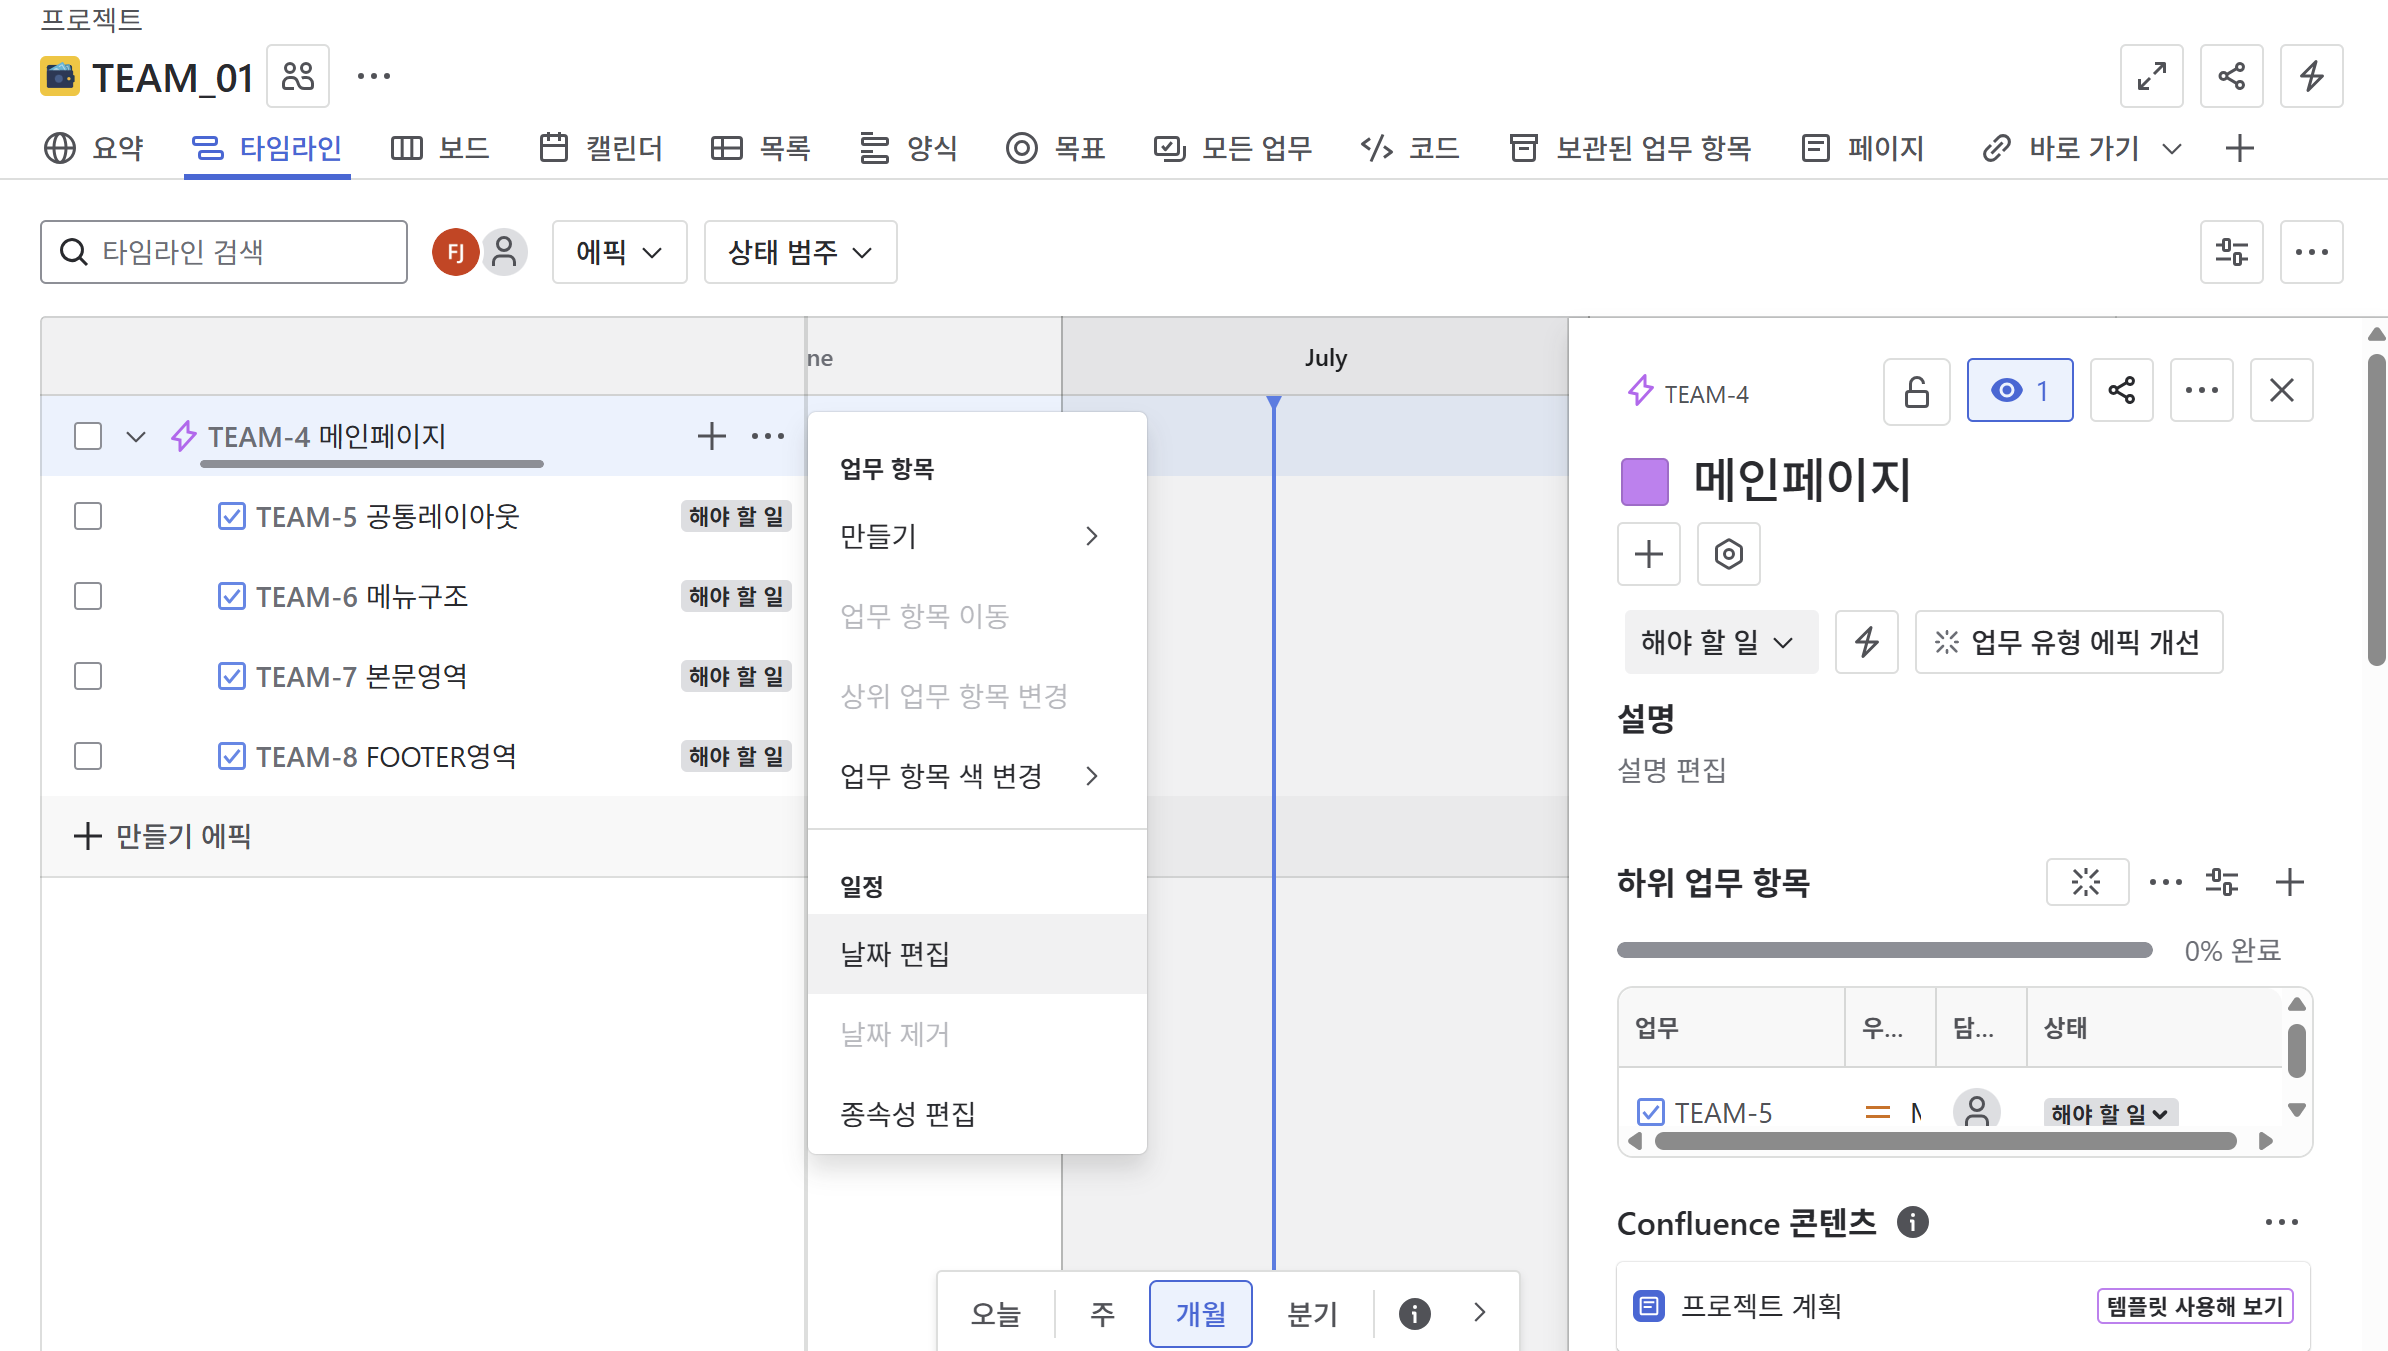 프로젝트
TEAM_01
요약
타임라인
보드
캘린더
목록
양식
목표
모든 업무
코드
보관된 업무 항목
페이지
바로 가기
타임라인 검색
FJ
에픽
상태 범주
ne
July
TEAM-4 메인페이지
TEAM-5 공통레이아웃
해야 할 일
TEAM-6 메뉴구조
해야 할 일
TEAM-7 본문영역
해야 할 일
TEAM-8 FOOTER영역
해야 할 일
만들기 에픽
업무 항목
만들기
업무 항목 이동
상위 업무 항목 변경
업무 항목 색 변경
일정
날짜 편집
날짜 제거
종속성 편집
오늘
주
개월
분기
TEAM-4
1
메인페이지
해야 할 일
업무 유형 에픽 개선
설명
설명 편집
하위 업무 항목
0% 완료
업무
우...
담...
상태
TEAM-5
해야 할 일
Confluence 콘텐츠
프로젝트 계획
템플릿 사용해 보기